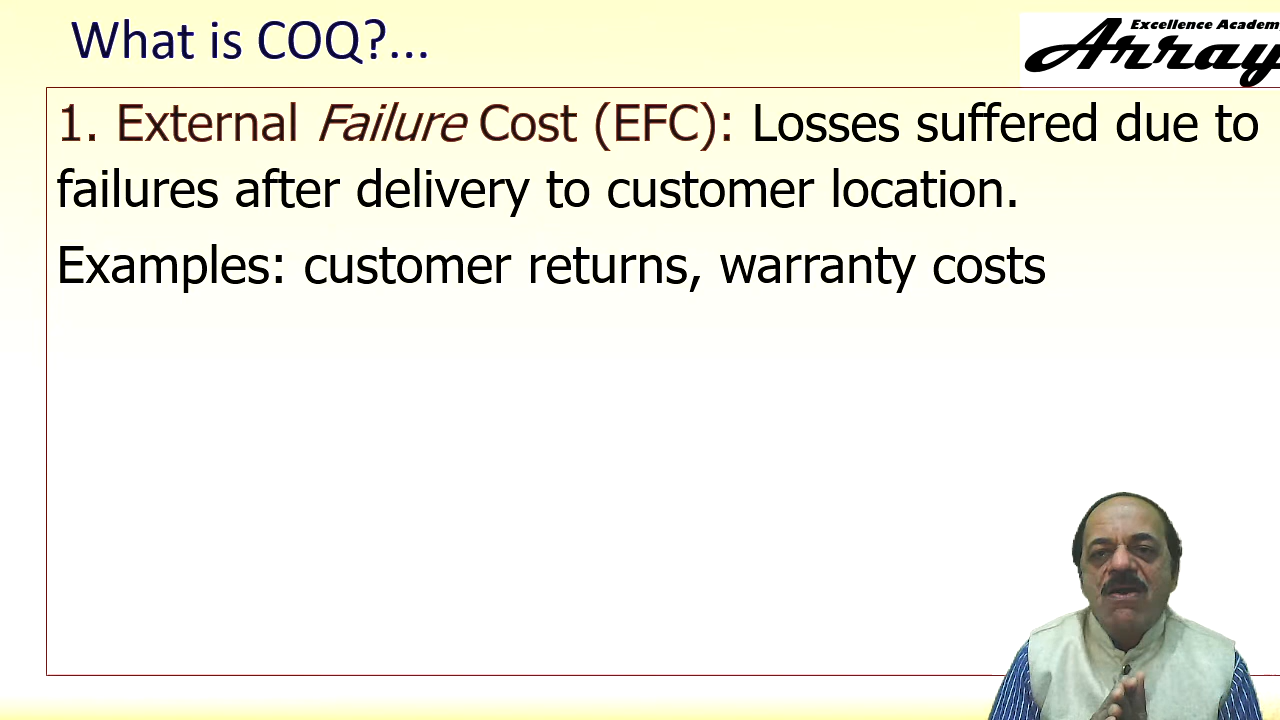 What is COQ?...
Excellence Academ
Array
1. External Failure Cost (EFC): Losses suffered due to
failures after delivery to customer location.
Examples: customer returns, warranty costs